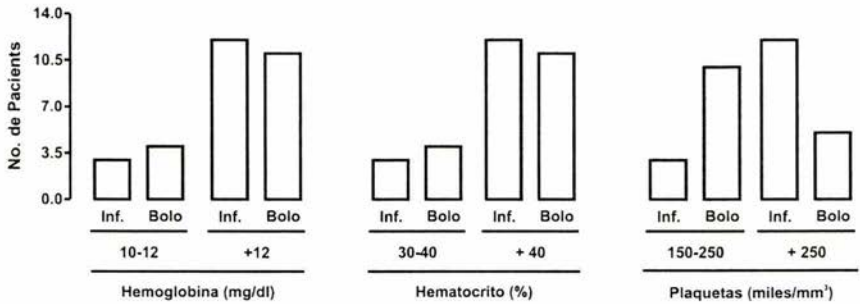 No. de Pacients
14.0
10.5
7.0
3.5
0.0
Inf. Bolo Inf. Bolo Inf. Bolo Inf. Bolo Inf. Bolo Inf. Bolo
10-12 +12 30-40 + 40 150-250 + 250
Hemoglobina (mg/dl) Hematocrito (%) Plaquetas (miles/mm³)